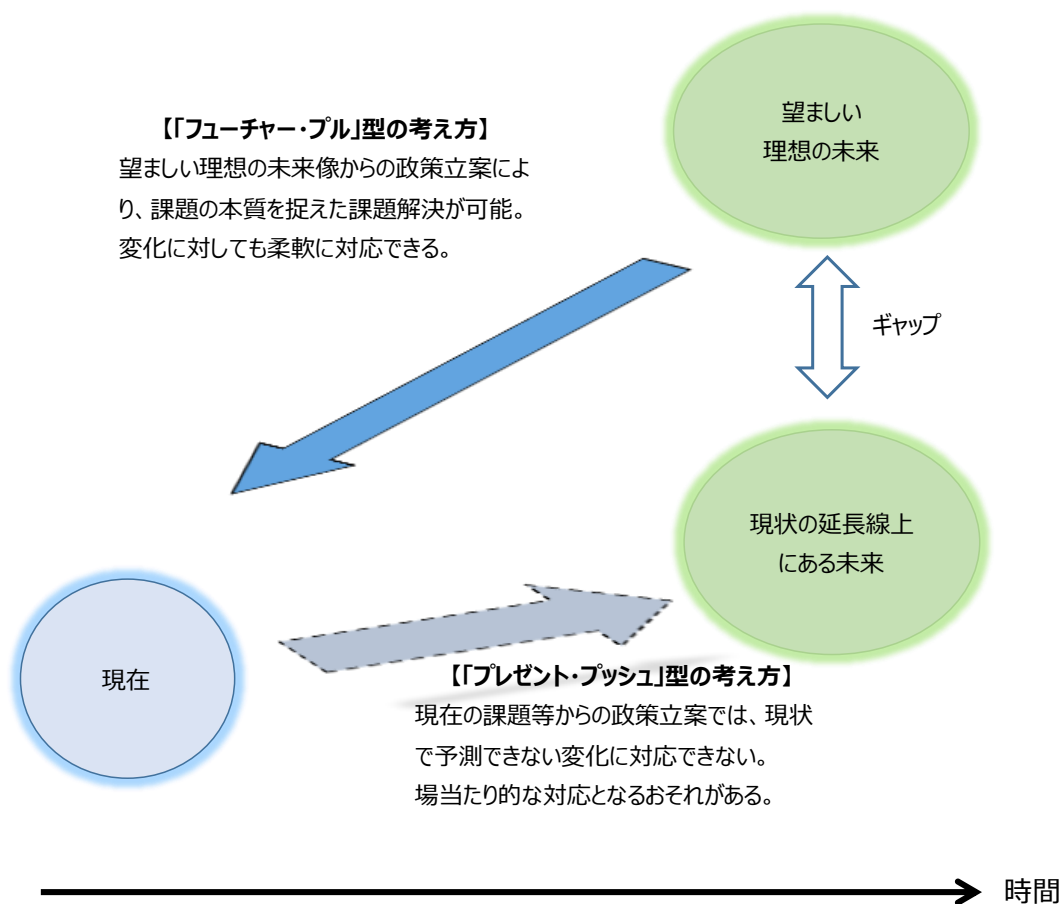 【「フューチャー・プル」型の考え方】
望ましい理想の未来像からの政策立案によ
り、課題の本質を捉えた課題解決が可能。
変化に対しても柔軟に対応できる。
望ましい
理想の未来
ギャップ
現状の延長線上
にある未来
現在
【「プレゼント・プッシュ」型の考え方】
現在の課題等からの政策立案では、現状
で予測できない変化に対応できない。
場当たり的な対応となるおそれがある。
時間